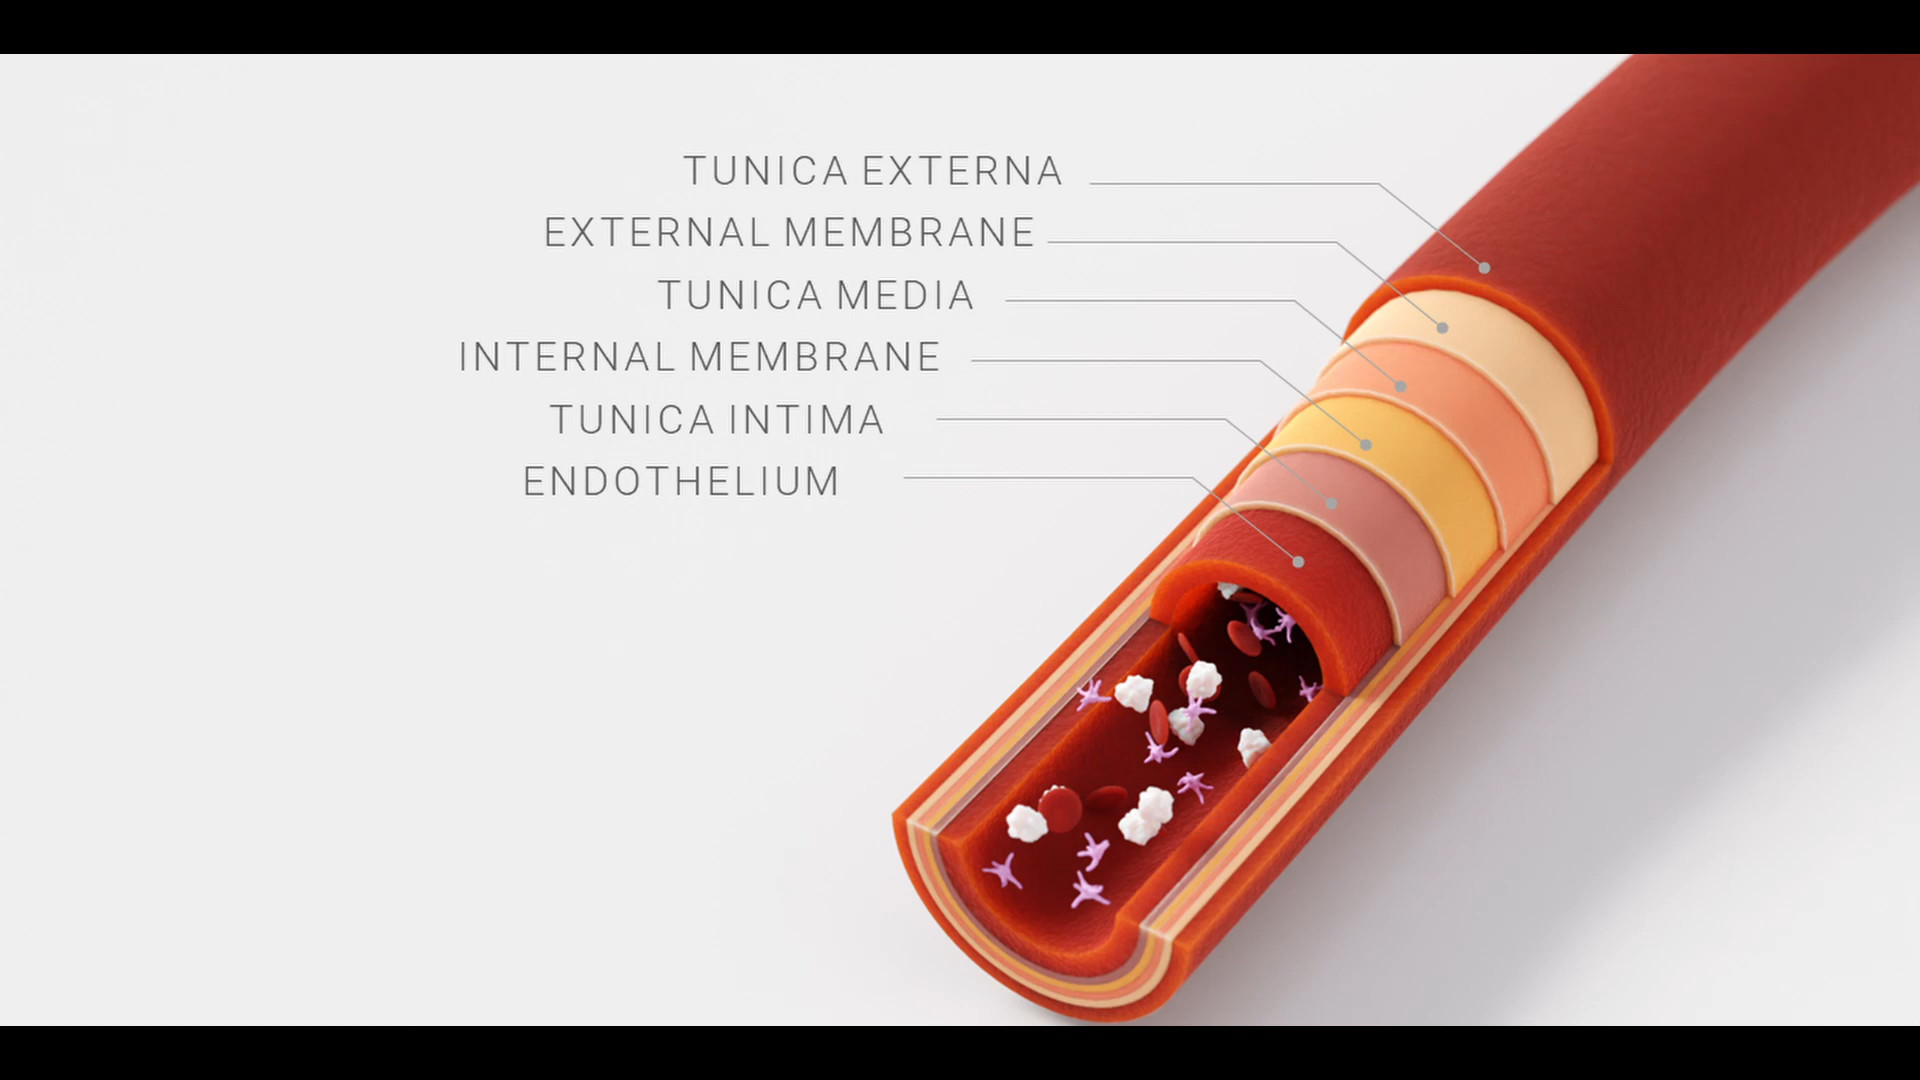 TUNICA EXTERNA
EXTERNAL MEMBRANE
TUNICA MEDIA
INTERNAL MEMBRANE
TUNICA INTIMA
ENDOTHELIUM